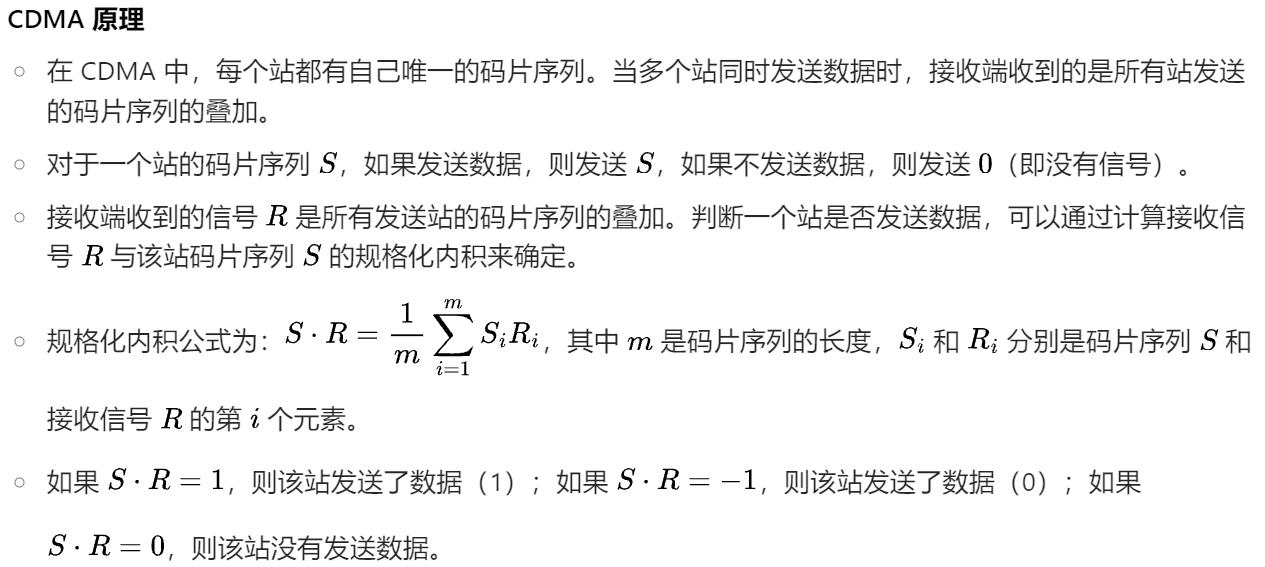 CDMA 原理
在 CDMA 中，每个站都有自己唯一的码片序列。当多个站同时发送数据时，接收端收到的是所有站发送
的码片序列的叠加。
对于一个站的码片序列 S，如果发送数据，则发送 S，如果不发送数据，则发送 0（即没有信号）。
接收端收到的信号 R 是所有发送站的码片序列的叠加。判断一个站是否发送数据，可以通过计算接收信
号 R 与该站码片序列 S 的规格化内积来确定。
规格化内积公式为：S · R = \frac{1}{m} \sum_{i=1}^{m} S_i R_i，其中 m 是码片序列的长度，S_i 和 R_i 分别是码片序列 S 和
接收信号 R 的第 i 个元素。
如果 S · R = 1，则该站发送了数据（1）；如果 S · R = −1，则该站发送了数据（0）；如果
S · R = 0，则该站没有发送数据。